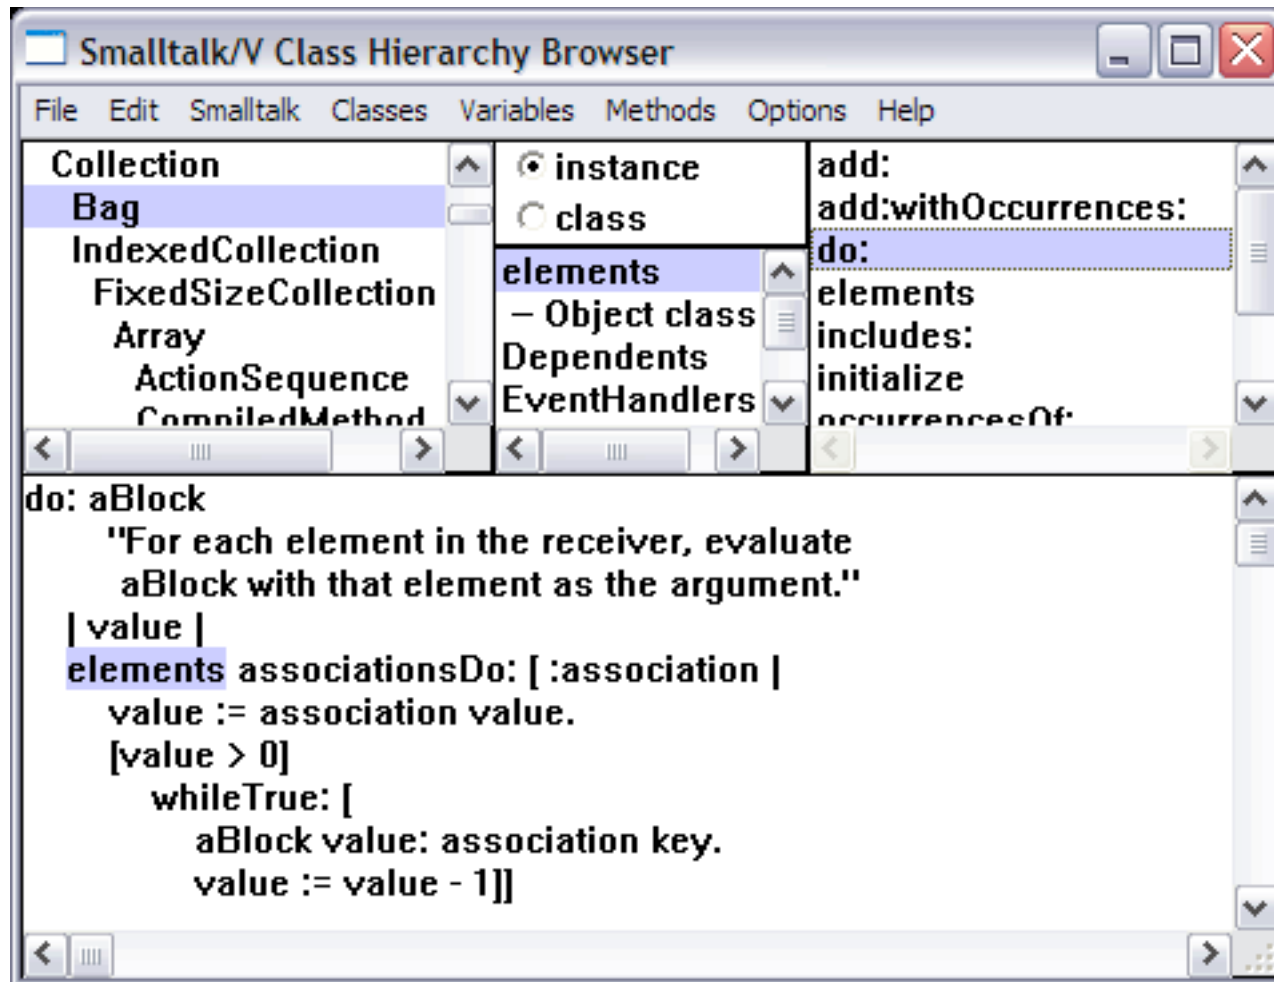 Smalltalk/V Class Hierarchy Browser
File Edit Smalltalk Classes Variables Methods Options Help
Collection
Bag
IndexedCollection
FixedSizeCollection
Array
ActionSequence
CompiledMethod
instance
class
elements
– Object class
Dependents
EventHandlers
add:
add:withOccurrences:
do:
elements
includes:
initialize
occurrencesOf:
do: aBlock
"For each element in the receiver, evaluate
aBlock with that element as the argument."
| value |
elements associationsDo: [ :association |
value := association value.
[value > 0]
whileTrue: [
aBlock value: association key.
value := value - 1]]